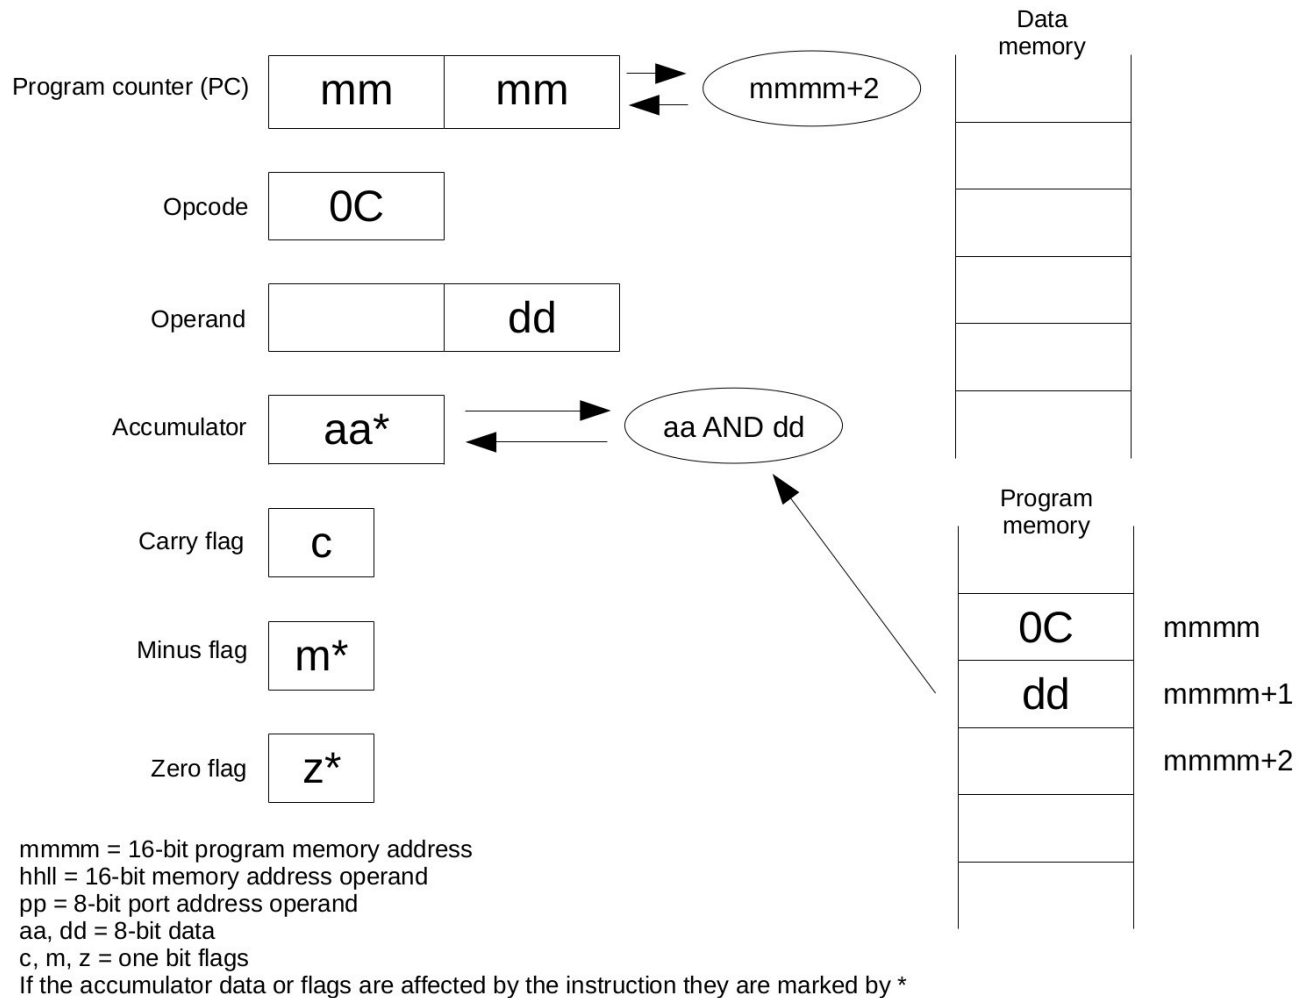 Data
memory
Program counter (PC)
mm
mm
mmmm+2
Opcode
0C
Operand
dd
Accumulator
aa*
aa AND dd
Program
memory
Carry flag
c
0C
mmmm
Minus flag
m*
dd
mmmm+1
Zero flag
z*
mmmm+2
mmmm = 16-bit program memory address
hhll = 16-bit memory address operand
pp = 8-bit port address operand
aa, dd = 8-bit data
c, m, z = one bit flags
If the accumulator data or flags are affected by the instruction they are marked by *